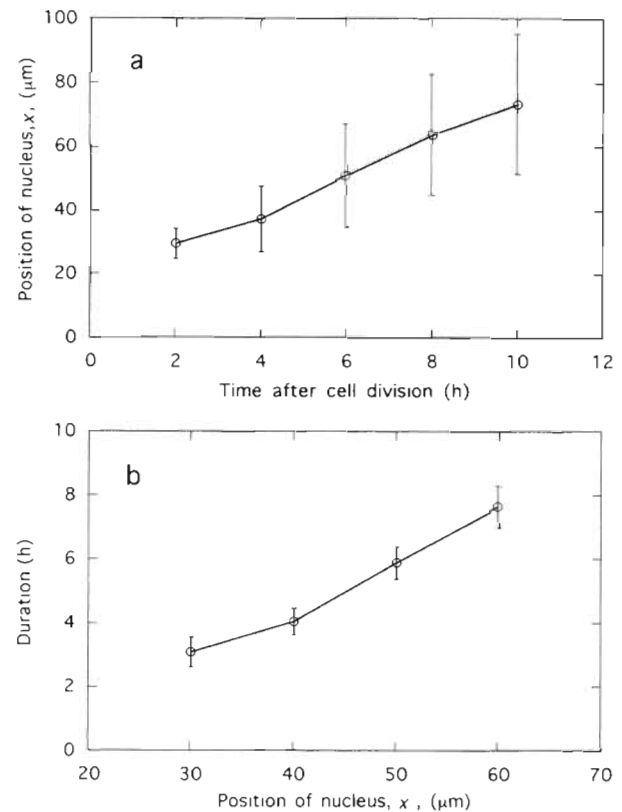 a
100
80
60
40
20
0
Position of nucleus, x, (μm)
0 2 4 6 8 10 12
Time after cell division (h)
b
10
8
6
4
2
0
Duration (h)
20 30 40 50 60 70
Position of nucleus, x, (μm)